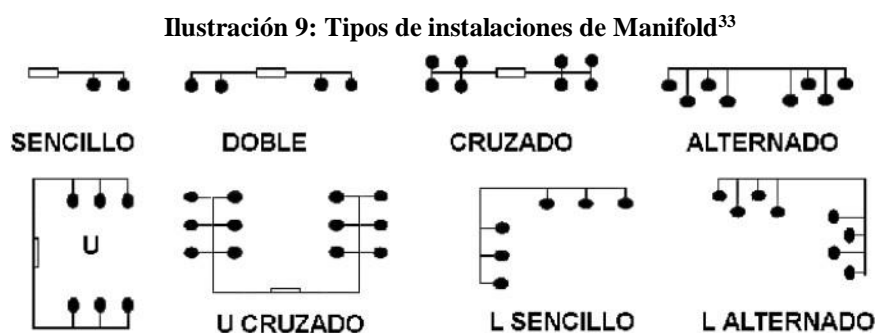 Ilustración 9: Tipos de instalaciones de Manifold33
SENCILLO DOBLE CRUZADO ALTERNADO
U
U CRUZADO L SENCILLO L ALTERNADO